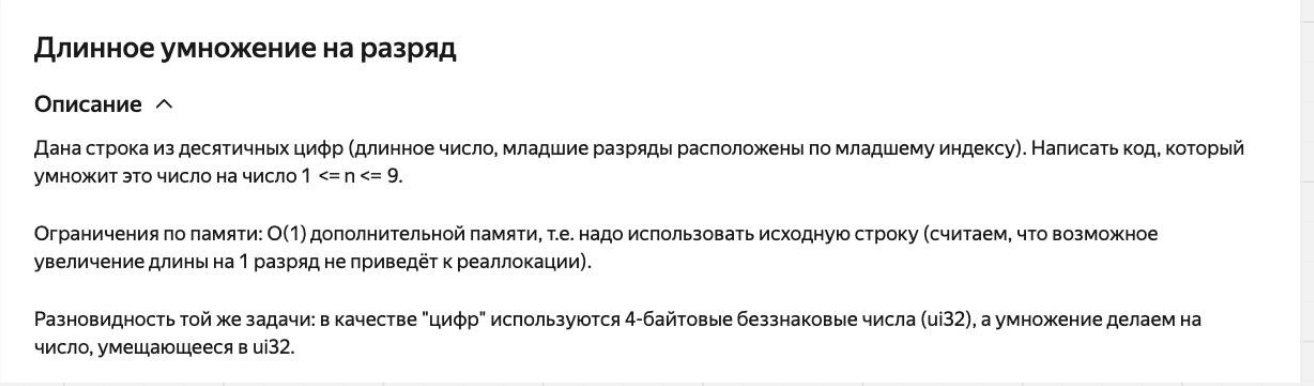 Длинное умножение на разряд
Описание
Дана строка из десятичных цифр (длинное число, младшие разряды расположены по младшему индексу). Написать код, который
умножит это число на число 1 <= n <= 9.
Ограничения по памяти: O(1) дополнительной памяти, т.е. надо использовать исходную строку (считаем, что возможное
увеличение длины на 1 разряд не приведёт к реаллокации).
Разновидность той же задачи: в качестве "цифр" используются 4-байтовые беззнаковые числа (ui32), а умножение делаем на
число, умещающееся в ui32.